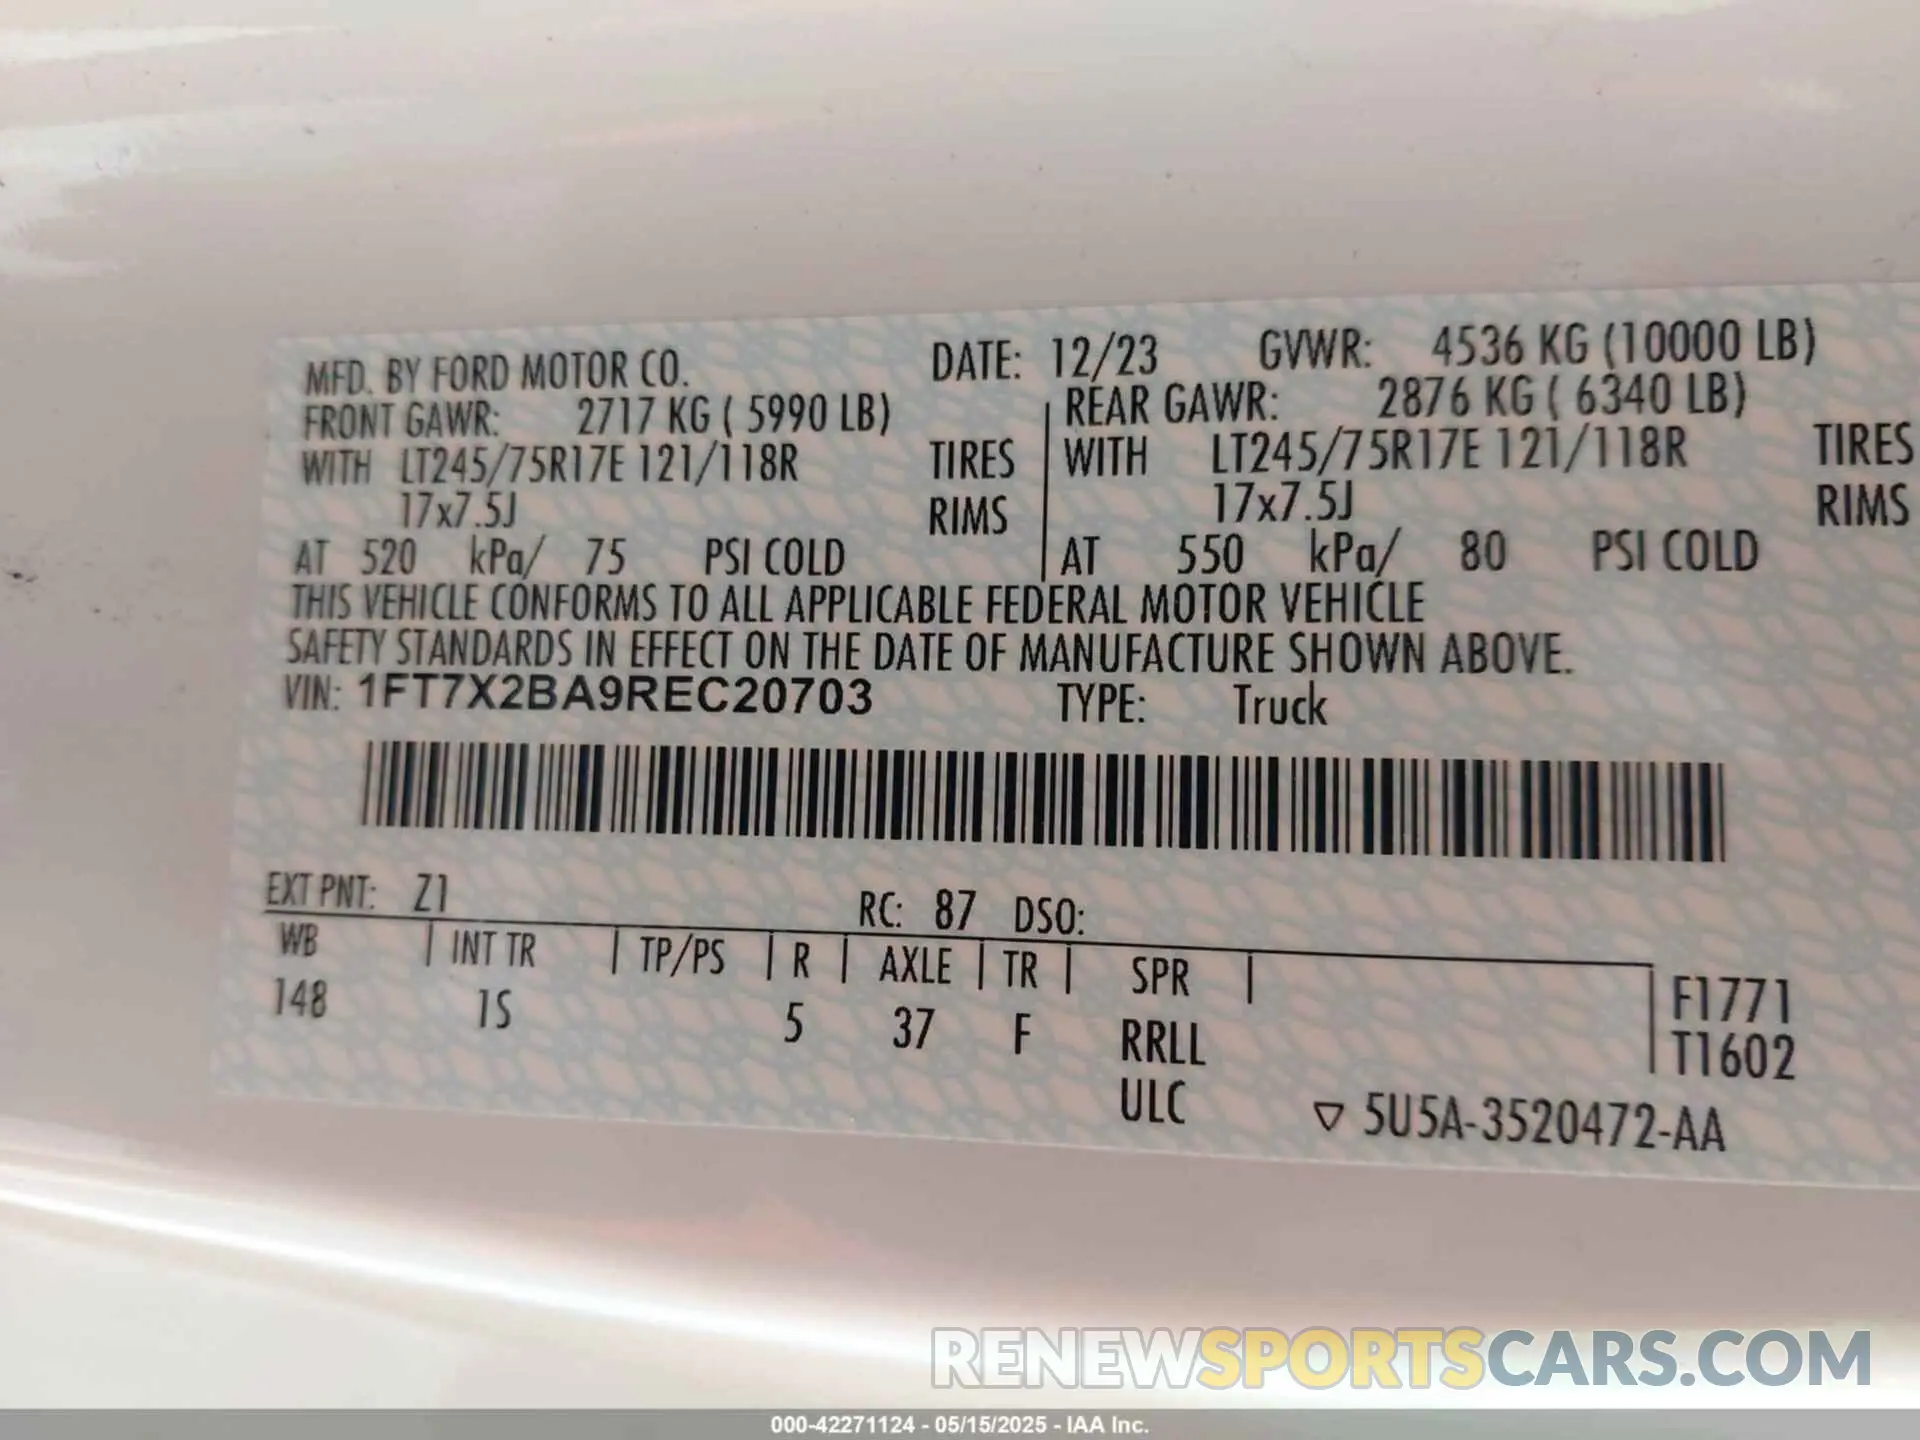 MFD. BY FORD MOTOR CO. DATE: 12/23 GVWR: 4536 KG (10000 LB)
FRONT GAWR: 2717 KG ( 5990 LB) REAR GAWR: 2876 KG ( 6340 LB)
WITH LT245/75R17E 121/118R TIRES WITH LT245/75R17E 121/118R TIRES
17x7.5J RIMS 17x7.5J RIMS
AT 520 kPa/ 75 PSI COLD AT 550 kPa/ 80 PSI COLD
THIS VEHICLE CONFORMS TO ALL APPLICABLE FEDERAL MOTOR VEHICLE
SAFETY STANDARDS IN EFFECT ON THE DATE OF MANUFACTURE SHOWN ABOVE.
VIN: 1FT7X2BA9REC20703 TYPE: Truck
EXT PNT: Z1 RC: 87 DSO:
WB INT TR TP/PS R AXLE TR SPR
148 1S 5 37 F RRLL
ULC
F1771
T1602
▽ 5U5A-3520472-AA
RENEWSPORTSCARS.COM
000-42271124 - 05/15/2025 - IAA Inc.